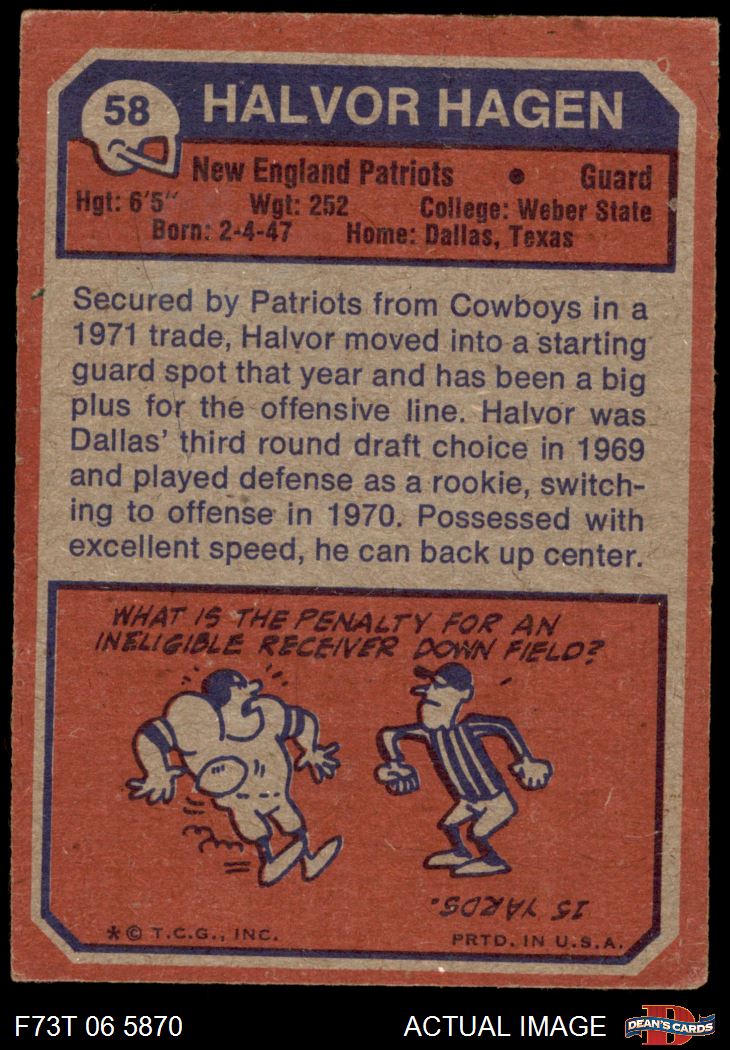 58
HALVOR HAGEN
New England Patriots • Guard
Hgt: 6'5" Wgt: 252 College: Weber State
Born: 2-4-47 Home: Dallas, Texas
Secured by Patriots from Cowboys in a
1971 trade, Halvor moved into a starting
guard spot that year and has been a big
plus for the offensive line. Halvor was
Dallas' third round draft choice in 1969
and played defense as a rookie, switch-
ing to offense in 1970. Possessed with
excellent speed, he can back up center.
WHAT IS THE PENALTY FOR AN
INELIGIBLE RECEIVER DOWN FIELD?
15 YARDS.
* © T.C.G., INC.
PRTD. IN U.S.A.
F73T 06 5870
ACTUAL IMAGE
D
DEAN'S CARDS